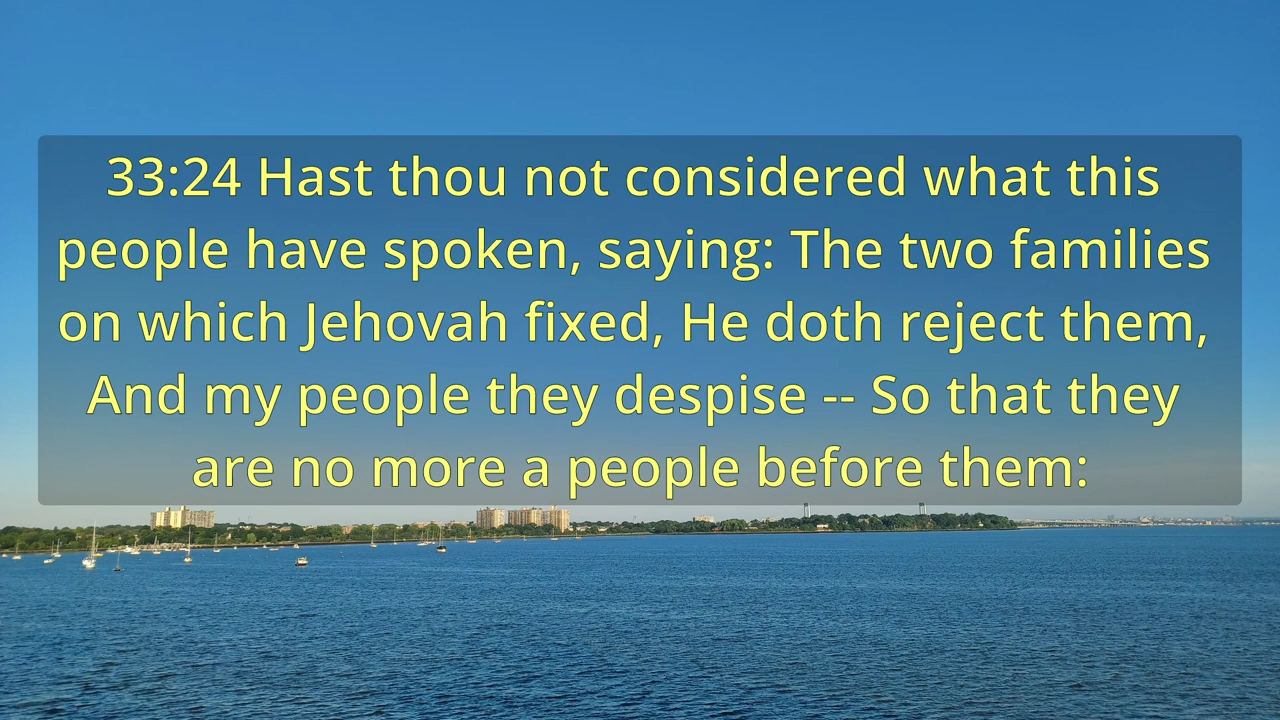 33:24 Hast thou not considered what this
people have spoken, saying: The two families
on which Jehovah fixed, He doth reject them,
And my people they despise -- So that they
are no more a people before them: